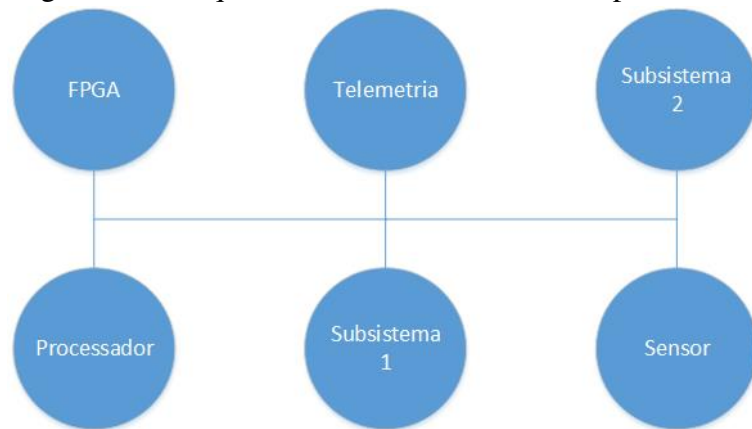 FPGA
Telemetria
Subsistema
2
Processador
Subsistema
1
Sensor